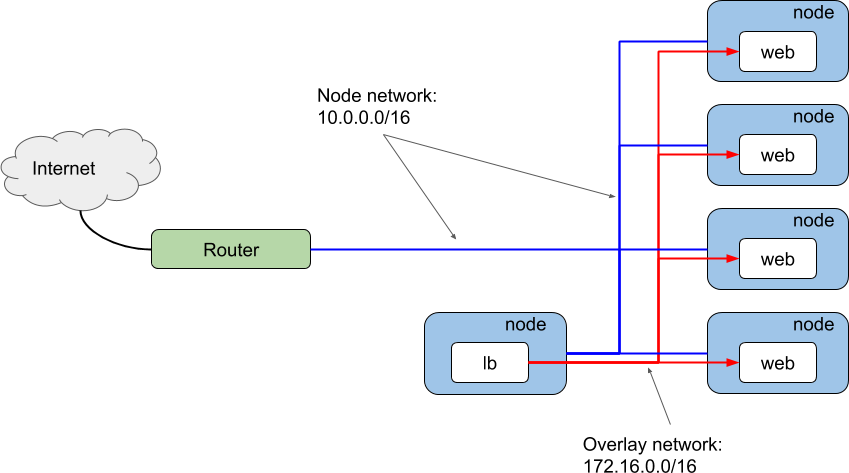 node
web
Node network:
10.0.0.0/16
node
web
Internet
node
Router
web
node
lb
node
web
Overlay network:
172.16.0.0/16